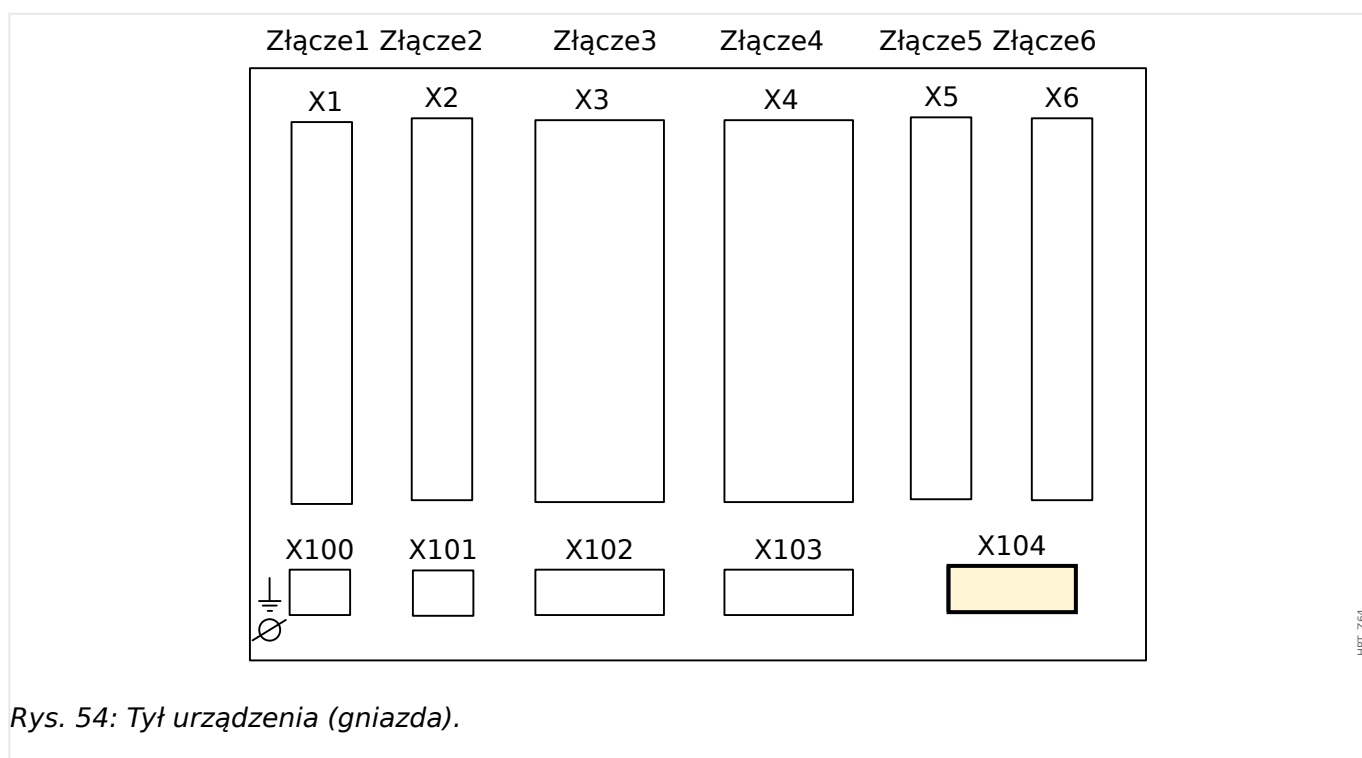 Złącze1 Złącze2 Złącze3 Złącze4 Złącze5 Złącze6
X1 X2 X3 X4 X5 X6
X100 X101 X102 X103 X104
HPT_Z64
Rys. 54: Tył urządzenia (gniazda).